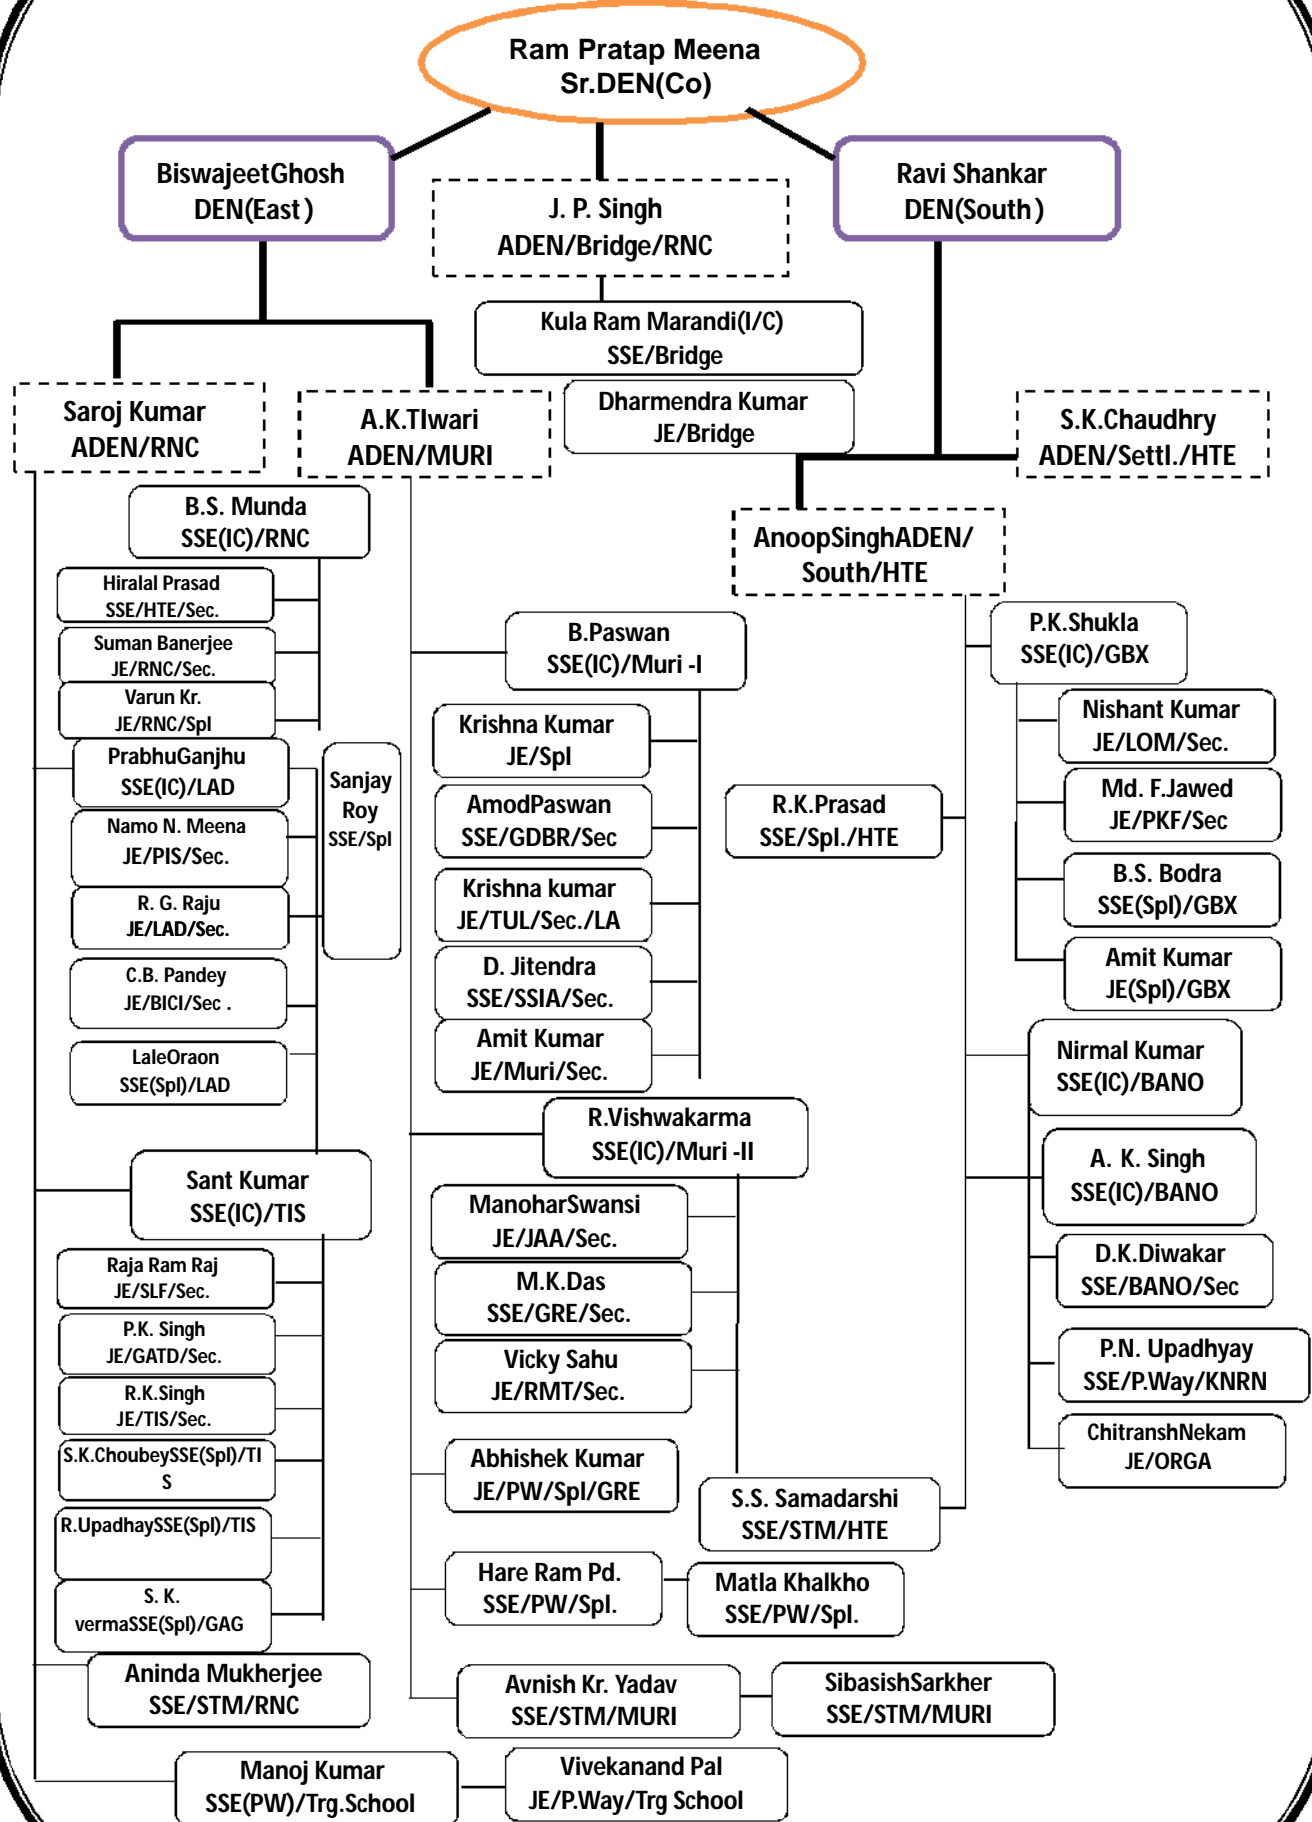 Ram Pratap Meena
Sr.DEN(Co)
BiswajeetGhosh
DEN(East )
J. P. Singh
ADEN/Bridge/RNC
Ravi Shankar
DEN(South )
Kula Ram Marandi(I/C)
SSE/Bridge
Dharmendra Kumar
JE/Bridge
Saroj Kumar
ADEN/RNC
A.K.TIwari
ADEN/MURI
S.K.Chaudhry
ADEN/Settl./HTE
AnoopSinghADEN/
South/HTE
B.S. Munda
SSE(IC)/RNC
Hiralal Prasad
SSE/HTE/Sec.
Suman Banerjee
JE/RNC/Sec.
Varun Kr.
JE/RNC/Spl
PrabhuGanjhu
SSE(IC)/LAD
Sanjay
Roy
SSE/Spl
Namo N. Meena
JE/PIS/Sec.
R. G. Raju
JE/LAD/Sec.
C.B. Pandey
JE/BICI/Sec .
LaleOraon
SSE(Spl)/LAD
Sant Kumar
SSE(IC)/TIS
Raja Ram Raj
JE/SLF/Sec.
P.K. Singh
JE/GATD/Sec.
R.K.Singh
JE/TIS/Sec.
S.K.ChoubeySSE(Spl)/TI
S
R.UpadhaySSE(Spl)/TIS
S. K.
vermaSSE(Spl)/GAG
Aninda Mukherjee
SSE/STM/RNC
Manoj Kumar
SSE(PW)/Trg.School
Vivekanand Pal
JE/P.Way/Trg School
B.Paswan
SSE(IC)/Muri -I
Krishna Kumar
JE/Spl
AmodPaswan
SSE/GDBR/Sec
Krishna kumar
JE/TUL/Sec./LA
D. Jitendra
SSE/SSIA/Sec.
Amit Kumar
JE/Muri/Sec.
R.Vishwakarma
SSE(IC)/Muri -II
ManoharSwansi
JE/JAA/Sec.
M.K.Das
SSE/GRE/Sec.
Vicky Sahu
JE/RMT/Sec.
Abhishek Kumar
JE/PW/Spl/GRE
Hare Ram Pd.
SSE/PW/Spl.
Matla Khalkho
SSE/PW/Spl.
Avnish Kr. Yadav
SSE/STM/MURI
SibasishSarkher
SSE/STM/MURI
P.K.Shukla
SSE(IC)/GBX
Nishant Kumar
JE/LOM/Sec.
Md. F.Jawed
JE/PKF/Sec
B.S. Bodra
SSE(Spl)/GBX
Amit Kumar
JE(Spl)/GBX
R.K.Prasad
SSE/Spl./HTE
Nirmal Kumar
SSE(IC)/BANO
A. K. Singh
SSE(IC)/BANO
D.K.Diwakar
SSE/BANO/Sec
P.N. Upadhyay
SSE/P.Way/KNRN
ChitranshNekam
JE/ORGA
S.S. Samadarshi
SSE/STM/HTE